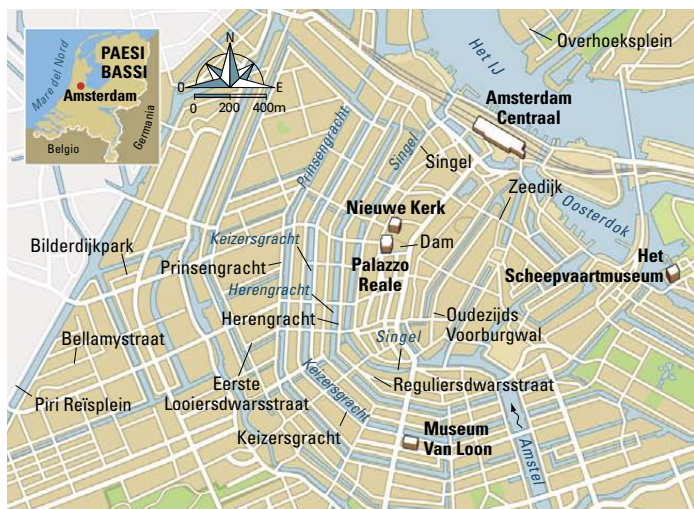 PAESI
BASSI
Mare del Nord
Amsterdam
Germania
Belgio
N
O
E
0 200 400m
Het IJ
Overhoeksplein
Amsterdam
Centraal
Prinsengracht
Singel
Singel
Zeedijk
Oosterdok
Nieuwe Kerk
Dam
Palazzo
Reale
Het
Scheepvaartmuseum
Bilderdijkpark
Keizersgracht
Prinsengracht
Herengracht
Herengracht
Oudezijds
Voorburgwal
Singel
Bellamystraat
Piri Reïsplein
Eerste
Looiersdwarsstraat
Keizersgracht
Reguliersdwarsstraat
Keizersgracht
Museum
Van Loon
Amstel